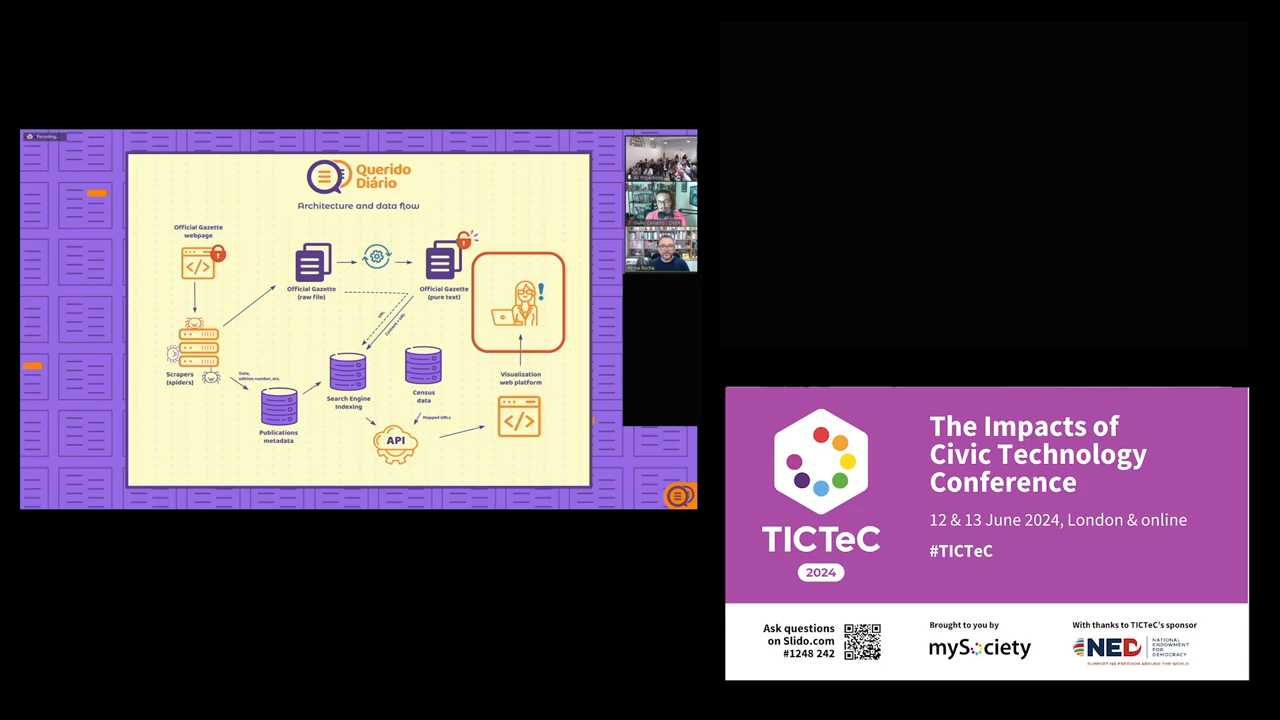 Recording...
Querido
Diário
Architecture and data flow
Official Gazette
webpage
Official Gazette
(raw file)
Official Gazette
(pure text)
URL
Content + URL
Scrapers
(spiders)
Date,
edition number, etc.
Publications
metadata
Search Engine
Indexing
Census
data
Mapped URLs
API
Visualization
web platform
The Impacts of
Civic Technology
Conference
12 & 13 June 2024, London & online
#TICTeC
TICTeC
2024
Ask questions
on Slido.com
#1248 242
Brought to you by
mySociety
With thanks to TICTeC's sponsor
NED
NATIONAL
ENDOWMENT
FOR
DEMOCRACY
SUPPORTING FREEDOM AROUND THE WORLD